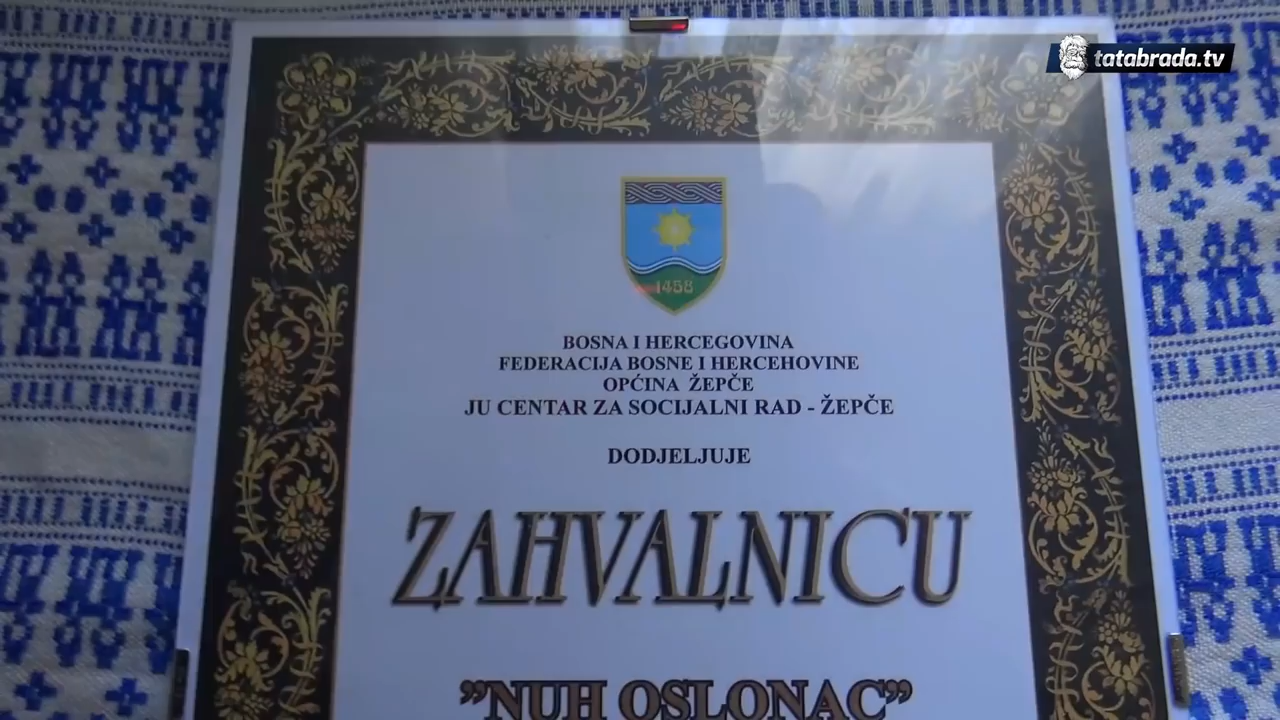 tatabrada.tv
1458
BOSNA I HERCEGOVINA
FEDERACIJA BOSNE I HERCEHOVINE
OPĆINA ŽEPČE
JU CENTAR ZA SOCIJALNI RAD - ŽEPČE
DODJELJUJE
ZAHVALNICU
"NUH OSLONAC"